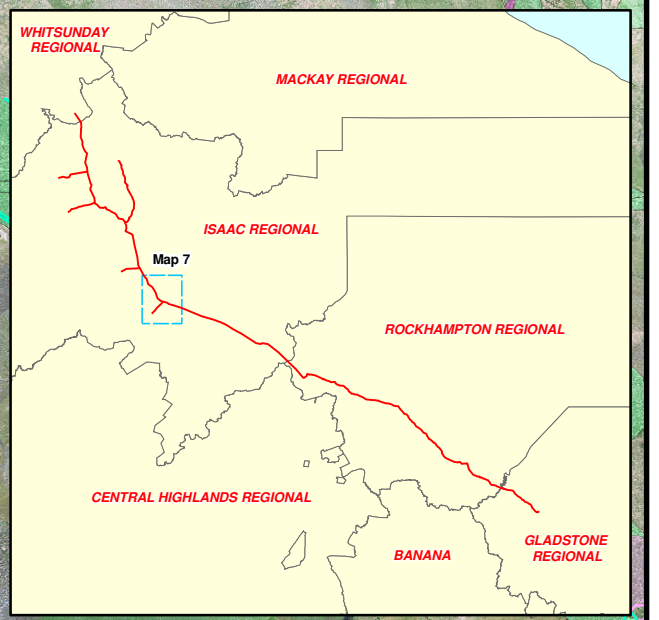 WHITSUNDAY
REGIONAL
MACKAY REGIONAL
ISAAC REGIONAL
Map 7
ROCKHAMPTON REGIONAL
CENTRAL HIGHLANDS REGIONAL
BANANA
GLADSTONE
REGIONAL